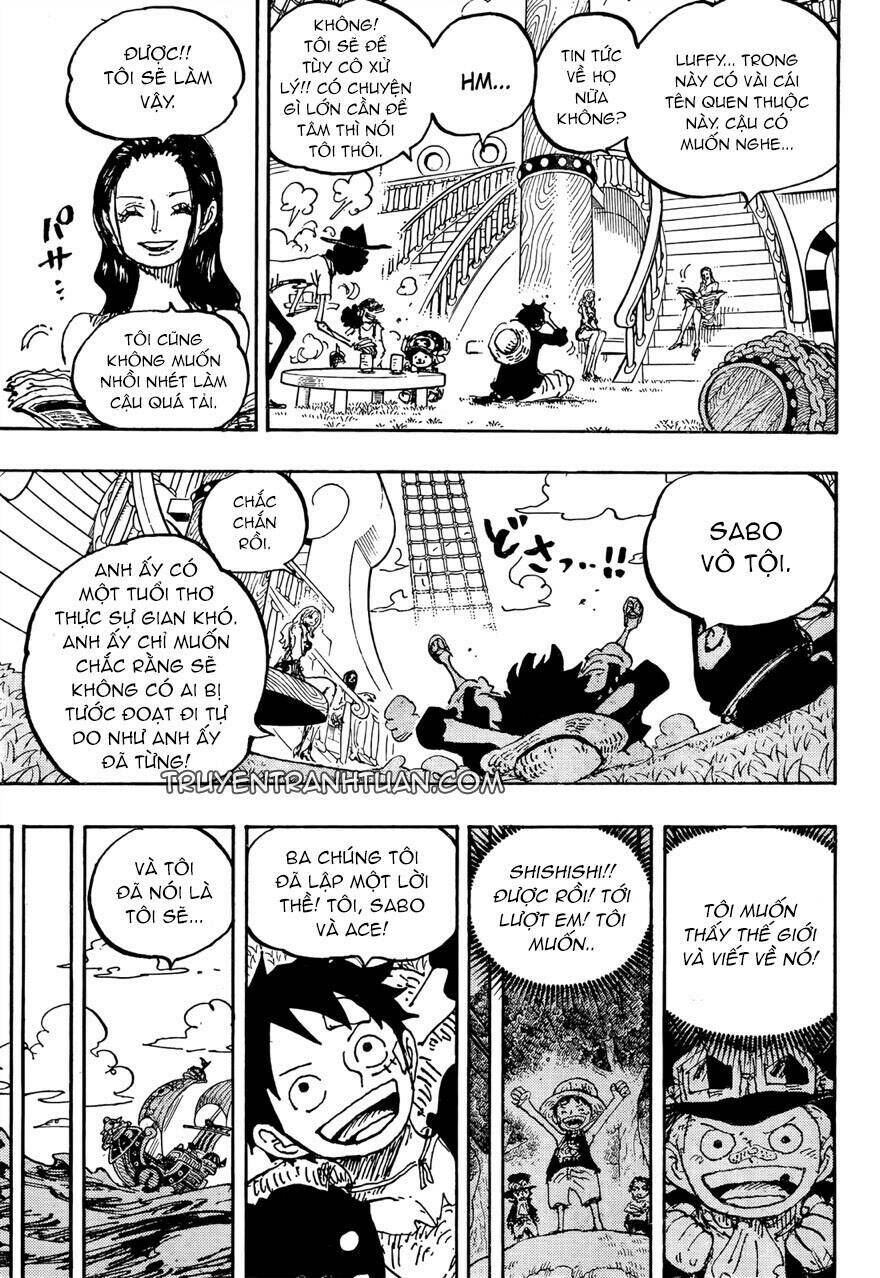 LUFFY... TRONG
NÀY CÓ VÀI CÁI
TÊN QUEN THUỘC
NÀY, CẬU CÓ
MUỐN NGHE...
TIN TỨC
VỀ HỌ
NỮA
KHÔNG?
HM...
KHÔNG!
TÔI SẼ ĐỂ
TÙY CÔ XỬ
LÝ!! CÓ CHUYỆN
GÌ LỚN CẦN ĐỂ
TÂM THÌ NÓI
TÔI THÔI.
ĐƯỢC!!
TÔI SẼ LÀM
VẬY.
パサ…
TÔI CŨNG
KHÔNG MUỐN
NHỒI NHÉT LÀM
CẬU QUÁ TẢI.
SABO
VÔ TỘI.
どさっ…!!
CHẮC
CHẮN
RỒI.
ANH ẤY CÓ
MỘT TUỔI THƠ
THỰC SỰ GIAN KHÓ.
ANH ẤY CHỈ MUỐN
CHẮC RẰNG SẼ
KHÔNG CÓ AI BỊ
TƯỚC ĐOẠT ĐI TỰ
DO NHƯ ANH ẤY
ĐÃ TỪNG!
TRUYENTRANHTUAN.COM
TÔI MUỐN
THẤY THẾ GIỚI
VÀ VIẾT VỀ NÓ!
SHISHISHI!!
ĐƯỢC RỒI! TỚI
LƯỢT EM! TÔI
MUỐN..
BA CHÚNG TÔI
ĐÃ LẬP MỘT LỜI
THỀ! TÔI, SABO
VÀ ACE!
VÀ TÔI
ĐÃ NÓI LÀ
TÔI SẼ...